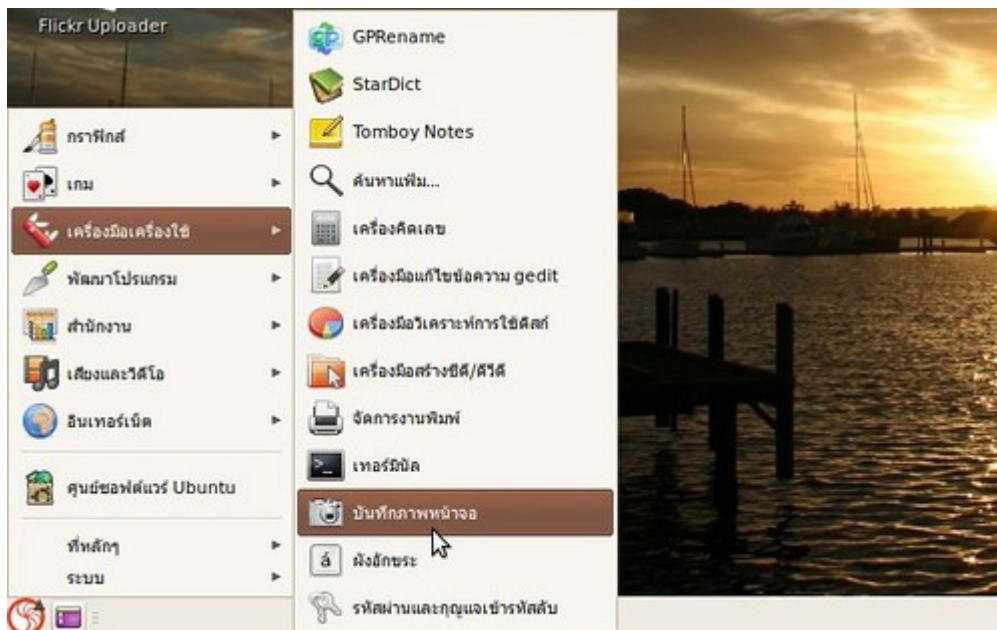 Flickr Uploader
กราฟิกส์
เกม
เครื่องมือเครื่องใช้
พัฒนาโปรแกรม
สำนักงาน
เสียงและวิดีโอ
อินเทอร์เน็ต
ศูนย์ซอฟต์แวร์ Ubuntu
ที่หลักๆ
ระบบ
GPRename
StarDict
Tomboy Notes
ค้นหาแฟ้ม...
เครื่องคิดเลข
เครื่องมือแก้ไขข้อความ gedit
เครื่องมือวิเคราะห์การใช้ดิสก์
เครื่องมือสร้างซีดี/ดีวีดี
จัดการงานพิมพ์
เทอร์มินัล
บันทึกภาพหน้าจอ
ผังอักขระ
รหัสผ่านและกุญแจเข้ารหัสลับ